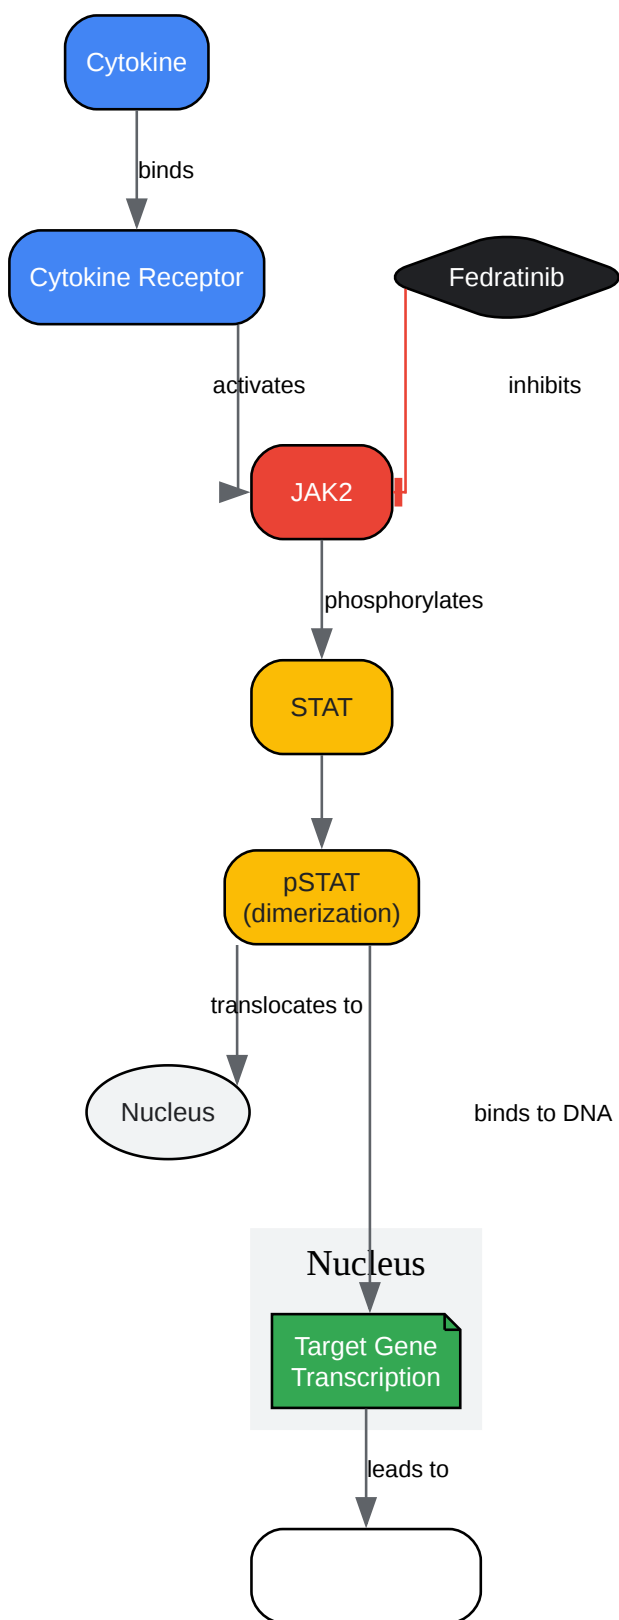 Cytokine
binds
Cytokine Receptor
Fedratinib
activates
inhibits
JAK2
phosphorylates
STAT
pSTAT
(dimerization)
translocates to
Nucleus
binds to DNA
Nucleus
Target Gene
Transcription
leads to